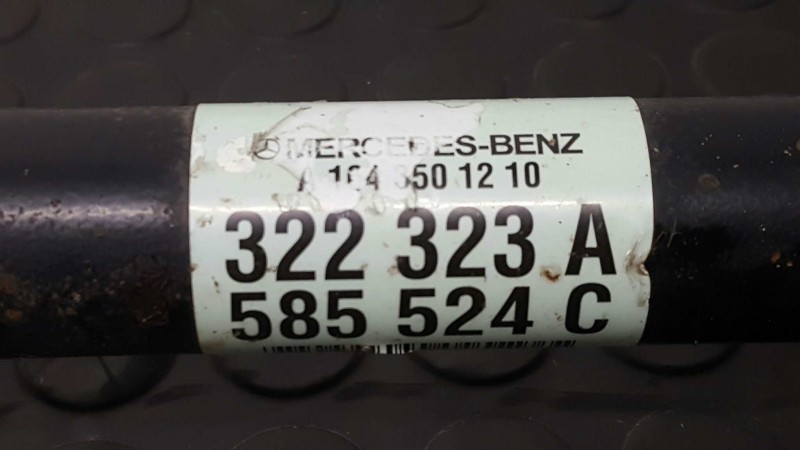 MERCEDES-BENZ
A 164 350 12 10
322 323 A
585 524 C